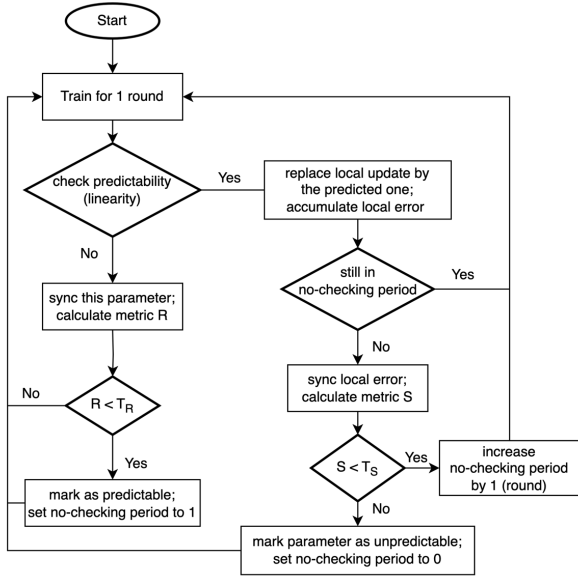 Start
Train for 1 round
check predictability
(linearity)
Yes
replace local update by
the predicted one;
accumulate local error
No
still in
no-checking period
Yes
sync this parameter;
calculate metric R
No
sync local error;
calculate metric S
No
R < T_R
Yes
S < T_S
Yes
increase
no-checking period
by 1 (round)
mark as predictable;
set no-checking period to 1
No
mark parameter as unpredictable;
set no-checking period to 0